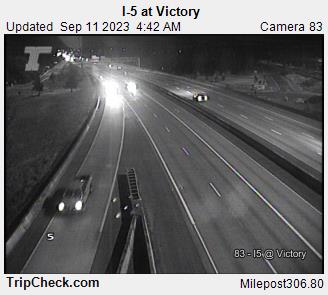 I-5 at Victory
Updated Sep 11 2023 4:42 AM Camera 83
T
5
83 - I5 @ Victory
TripCheck.com Milepost306.80